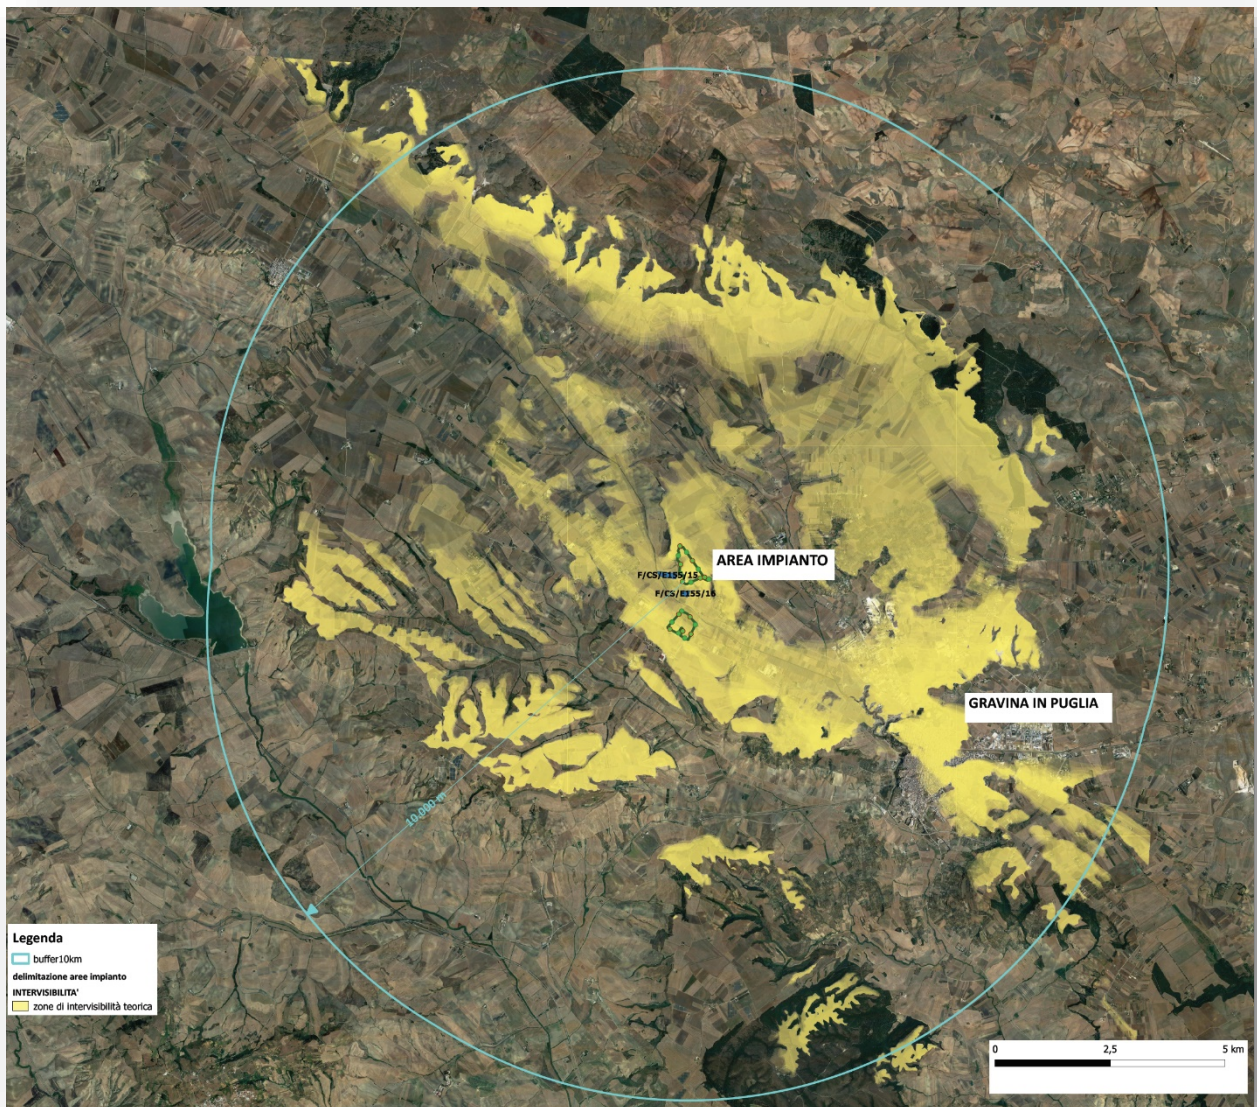 AREA IMPIANTO
F/CS/E155/15
F/CS/E155/16
GRAVINA IN PUGLIA
10.000 m
Legenda
buffer10km
delimitazione aree impianto
INTERVISIBILITA'
zone di intervisibilità teorica
0 2,5 5 km